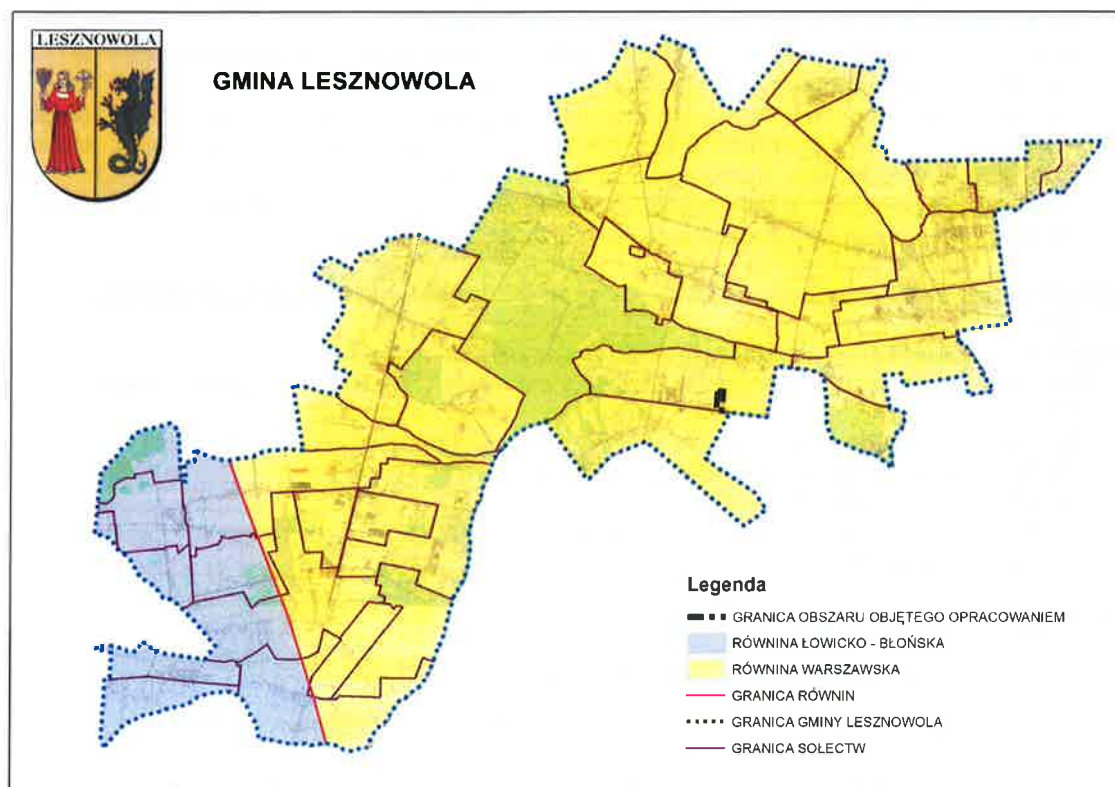 LESZNOWOLA
GMINA LESZNOWOLA
Legenda
GRANICA OBSZARU OBJĘTEGO OPRACOWANIEM
RÓWNINA ŁOWICKO - BŁOŃSKA
RÓWNINA WARSZAWSKA
GRANICA RÓWNIN
GRANICA GMINY LESZNOWOLA
GRANICA SOŁECTW